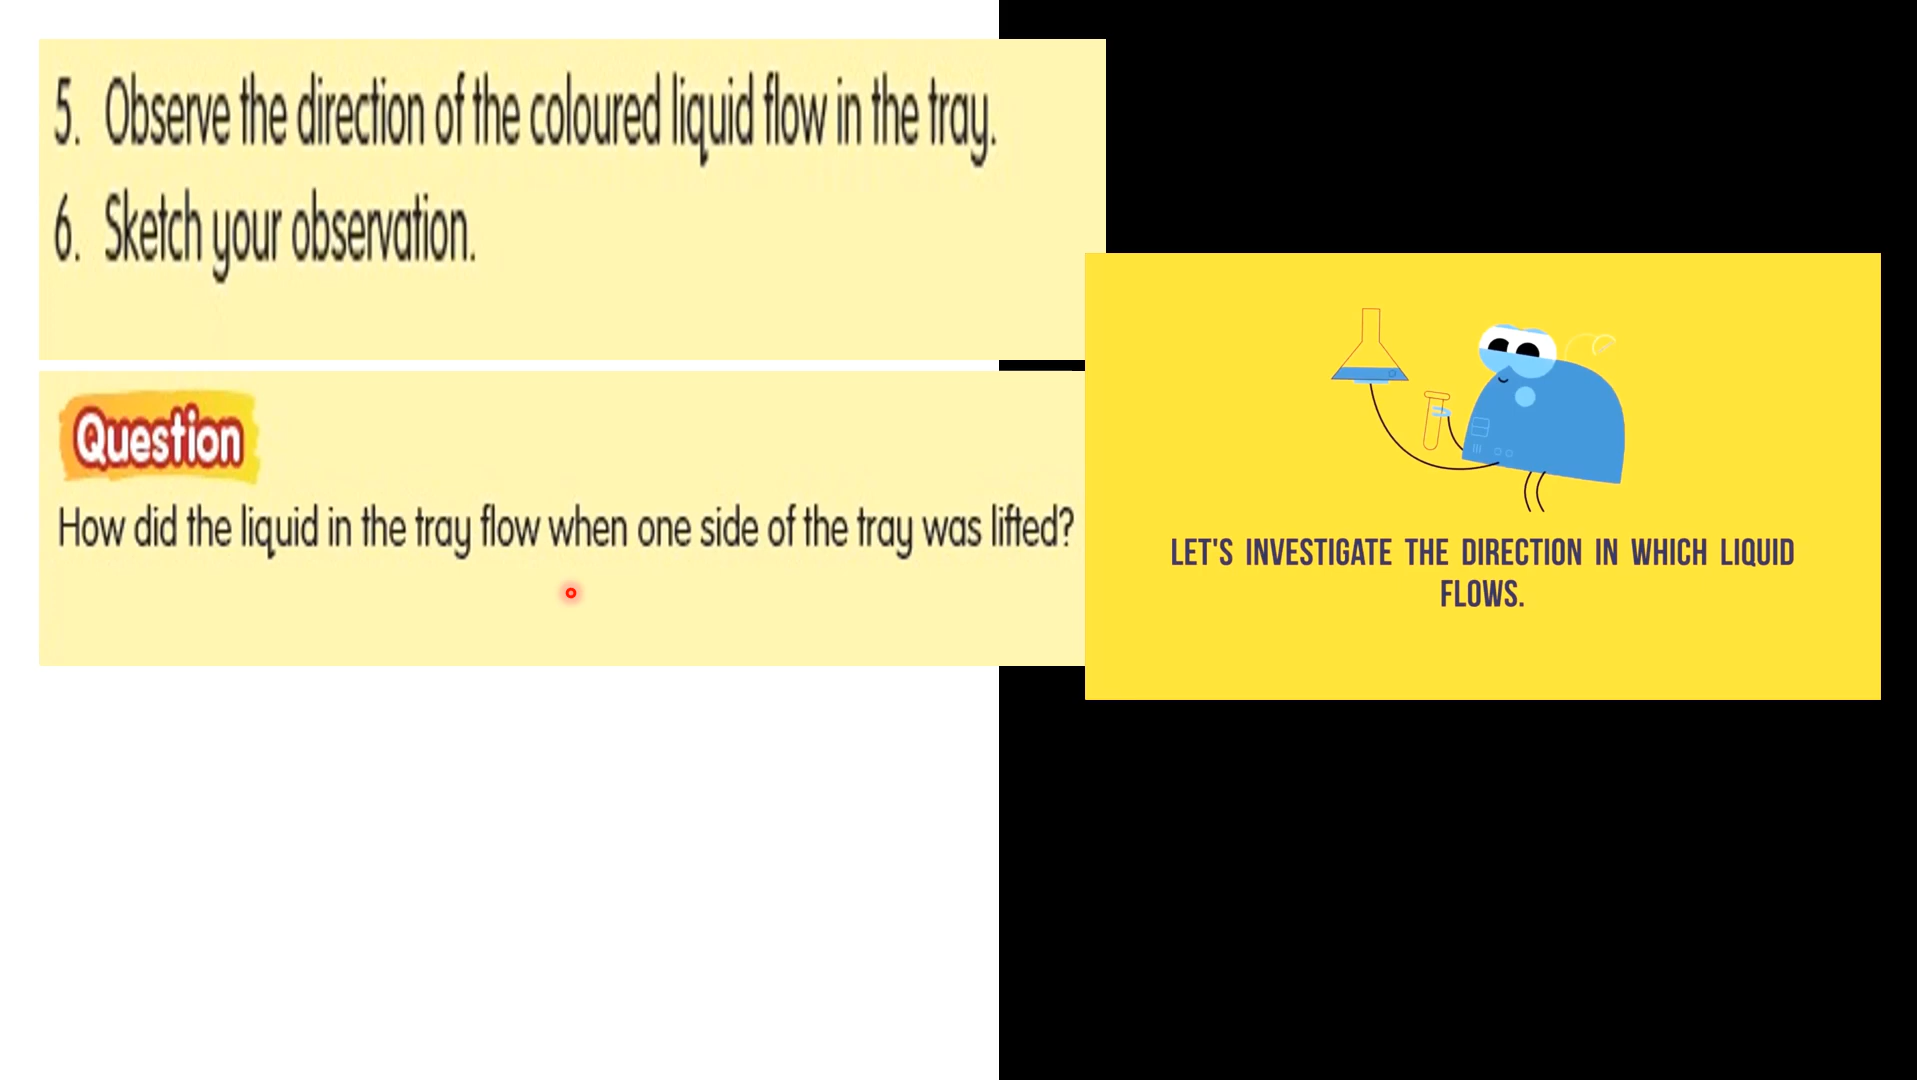 5. Observe the direction of the coloured liquid flow in the tray.
6. Sketch your observation.
Question
How did the liquid in the tray flow when one side of the tray was lifted?
LET'S INVESTIGATE THE DIRECTION IN WHICH LIQUID
FLOWS.